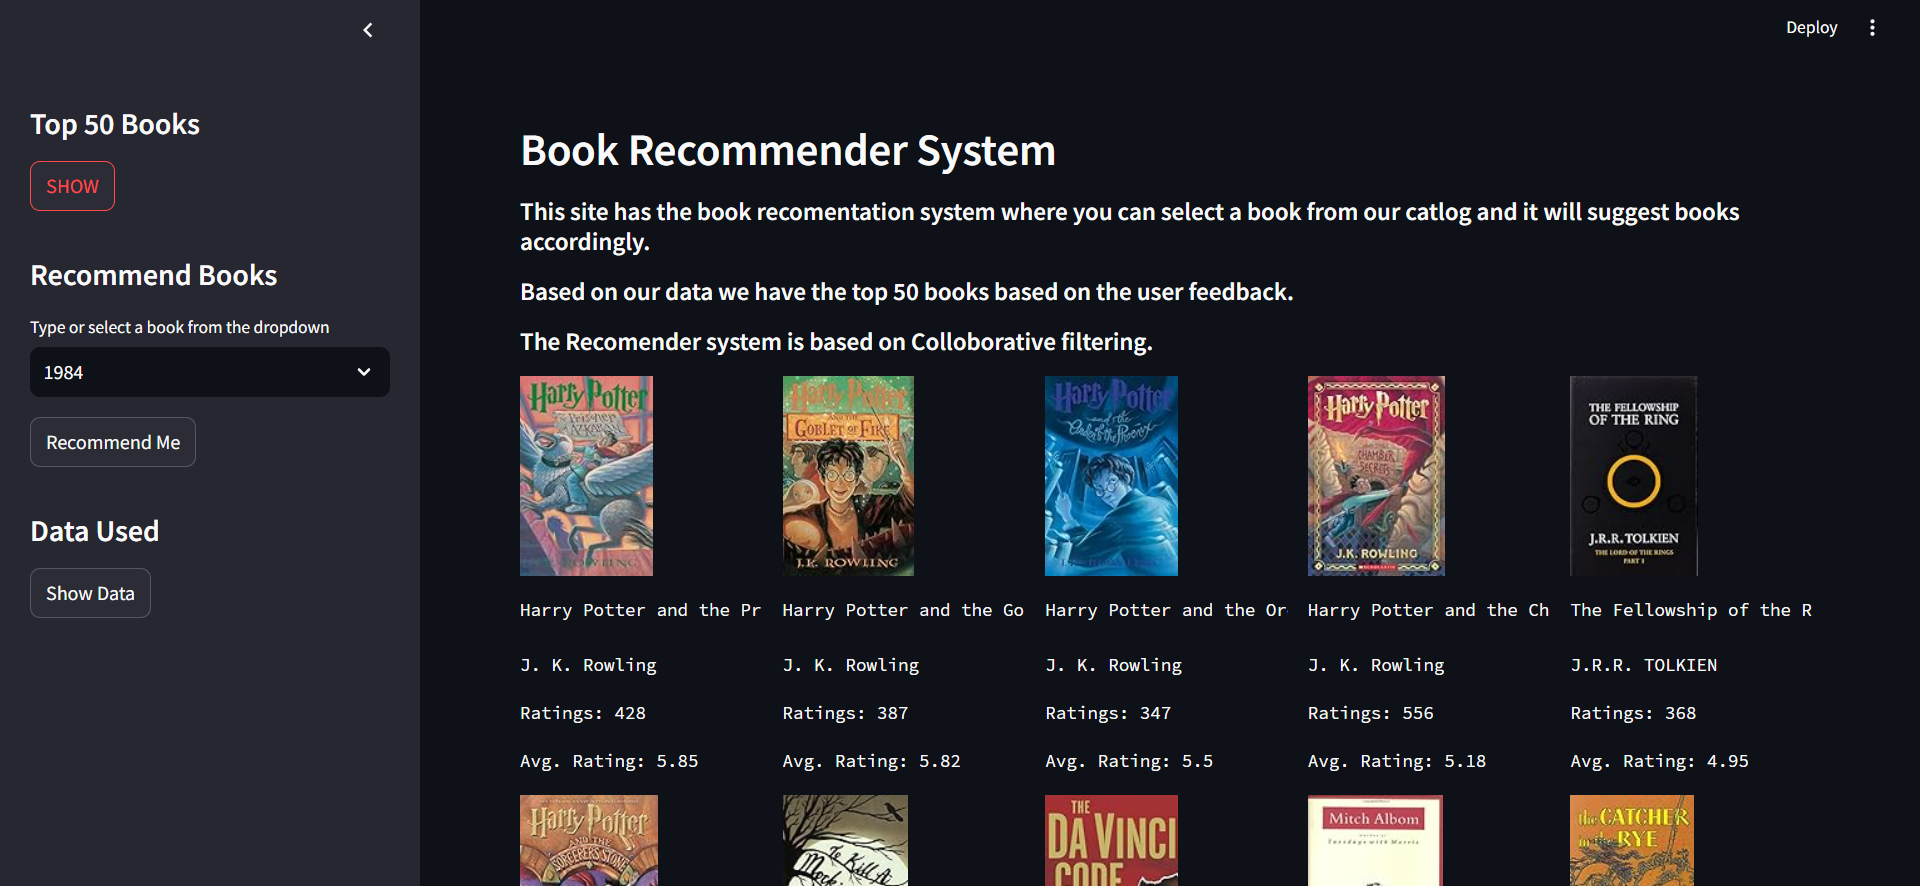 Deploy
Top 50 Books
SHOW
Recommend Books
Type or select a book from the dropdown
1984
Recommend Me
Data Used
Show Data
Book Recommender System
This site has the book recomentation system where you can select a book from our catlog and it will suggest books
accordingly.
Based on our data we have the top 50 books based on the user feedback.
The Recomender system is based on Colloborative filtering.
Harry Potter
PRISONER
AZKABAN
ROWLING
Harry Potter
AND THE
GOBLET OF FIRE
J.K. ROWLING
Harry Potter
and the
Order of the Phoenix
Harry Potter
CHAMBER
SECRETS
J.K. ROWLING
SCHOLASTIC
THE FELLOWSHIP
OF THE RING
J.R.R. TOLKIEN
THE LORD OF THE RINGS
PART I
Harry Potter and the Pr
Harry Potter and the Go
Harry Potter and the Or
Harry Potter and the Ch
The Fellowship of the R
J. K. Rowling
J. K. Rowling
J. K. Rowling
J. K. Rowling
J.R.R. TOLKIEN
Ratings: 428
Ratings: 387
Ratings: 347
Ratings: 556
Ratings: 368
Avg. Rating: 5.85
Avg. Rating: 5.82
Avg. Rating: 5.5
Avg. Rating: 5.18
Avg. Rating: 4.95
Harry Potter
AND THE
SORCERER'S STONE
To Kill A
THE
DA VINCI
CODE
Mitch Albom
Tuesdays with Morrie
the CATCHER
in the RYE